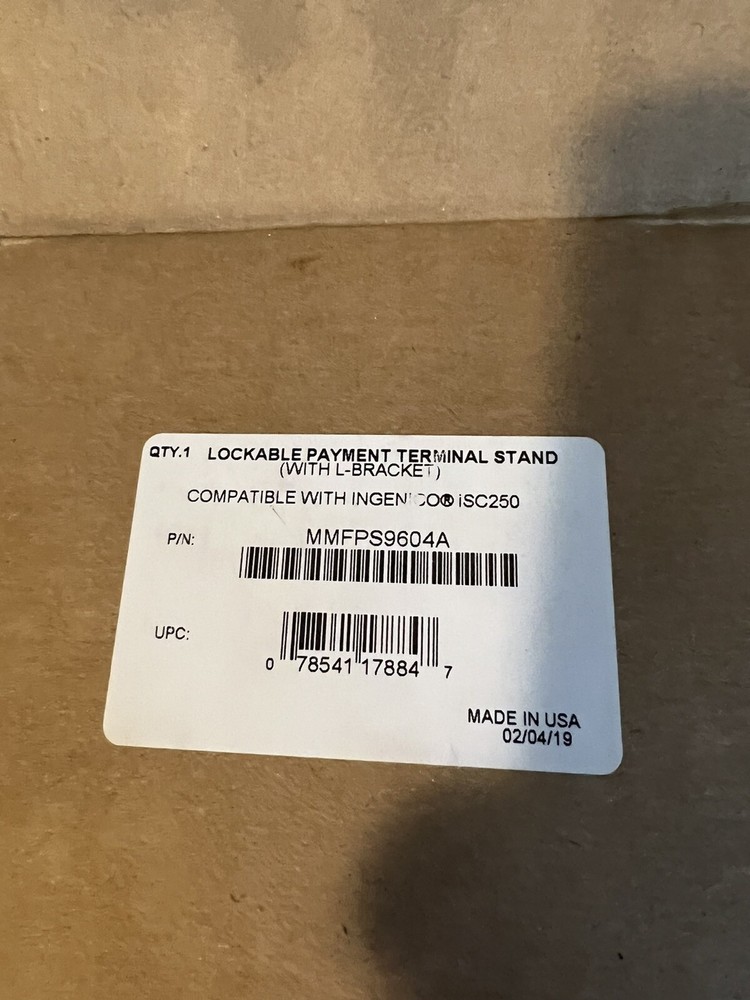 QTY.1 LOCKABLE PAYMENT TERMINAL STAND
(WITH L-BRACKET)
COMPATIBLE WITH INGENICO® iSC250
P/N: MMFPS9604A
UPC:
0 78541 17884 7
MADE IN USA
02/04/19